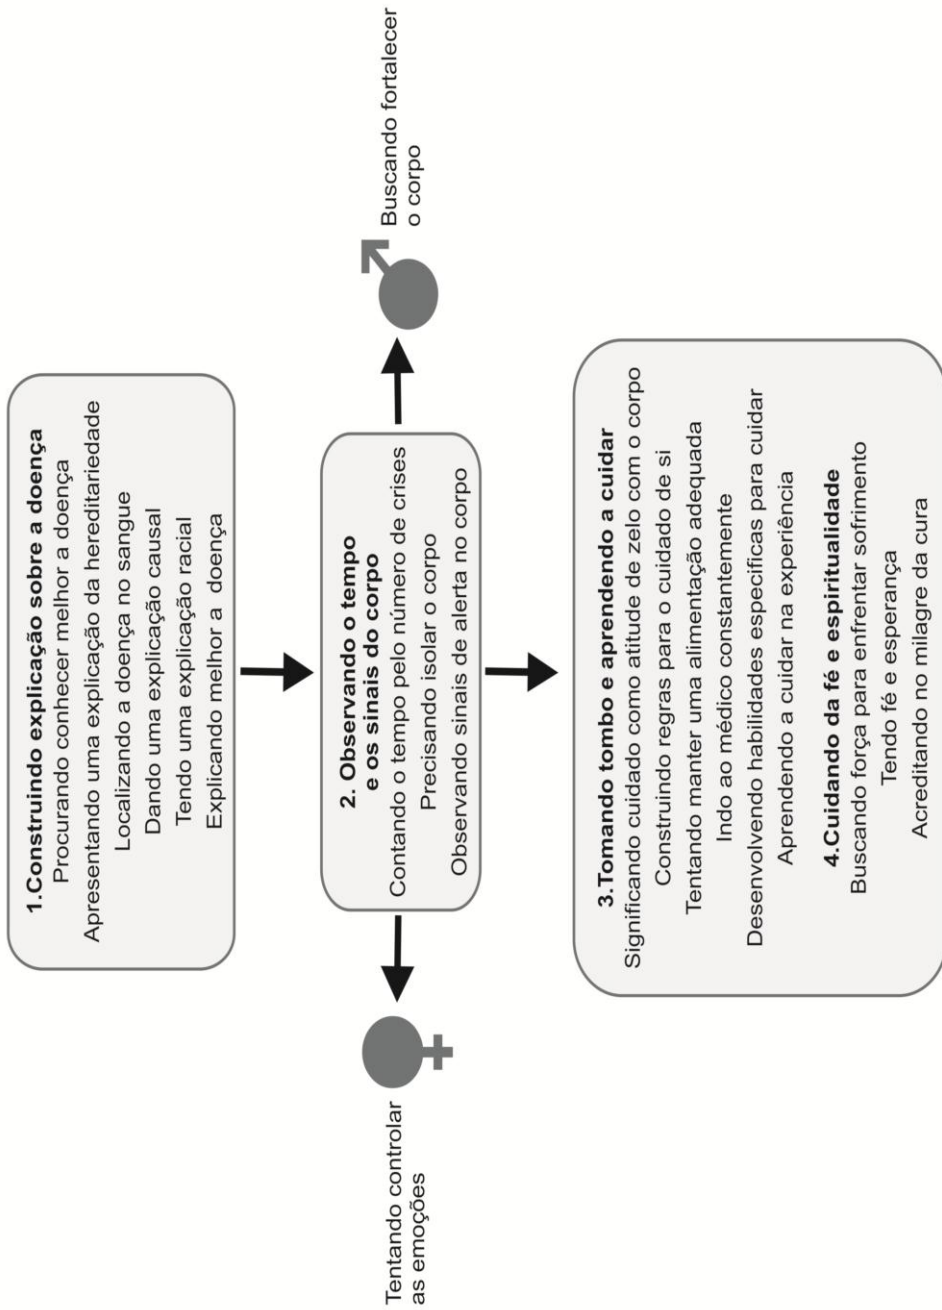 1.Construindo explicação sobre a doença
Procurando conhecer melhor a doença
Apresentando uma explicação da hereditariedade
Localizando a doença no sangue
Dando uma explicação causal
Tendo uma explicação racial
Explicando melhor a doença
2. Observando o tempo
e os sinais do corpo
Contando o tempo pelo número de crises
Precisando isolar o corpo
Observando sinais de alerta no corpo
Tentando controlar
as emoções
Buscando fortalecer
o corpo
3.Tomando tombo e aprendendo a cuidar
Significando cuidado como atitude de zelo com o corpo
Construindo regras para o cuidado de si
Tentando manter uma alimentação adequada
Indo ao médico constantemente
Desenvolvendo habilidades especificas para cuidar
Aprendendo a cuidar na experiência
4.Cuidando da fé e espiritualidade
Buscando força para enfrentar sofrimento
Tendo fé e esperança
Acreditando no milagre da cura